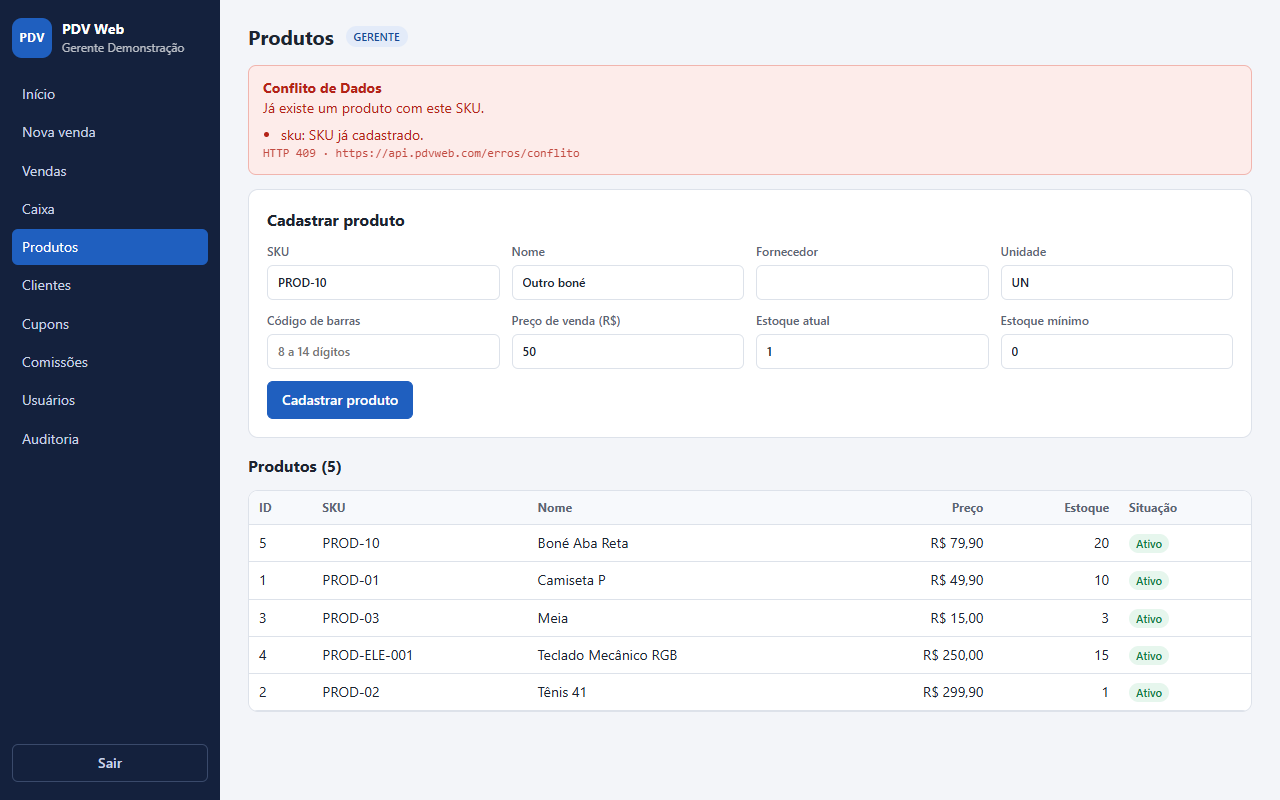 PDV
PDV Web
Gerente Demonstração
Início
Nova venda
Vendas
Caixa
Produtos
Clientes
Cupons
Comissões
Usuários
Auditoria
Sair
Produtos GERENTE
Conflito de Dados
Já existe um produto com este SKU.
• sku: SKU já cadastrado.
HTTP 409 · https://api.pdvweb.com/erros/conflito
Cadastrar produto
SKU Nome Fornecedor Unidade
PROD-10 Outro boné UN
Código de barras Preço de venda (R$) Estoque atual Estoque mínimo
8 a 14 dígitos 50 1 0
Cadastrar produto
Produtos (5)
ID SKU Nome Preço Estoque Situação
5 PROD-10 Boné Aba Reta R$ 79,90 20 Ativo
1 PROD-01 Camiseta P R$ 49,90 10 Ativo
3 PROD-03 Meia R$ 15,00 3 Ativo
4 PROD-ELE-001 Teclado Mecânico RGB R$ 250,00 15 Ativo
2 PROD-02 Tênis 41 R$ 299,90 1 Ativo